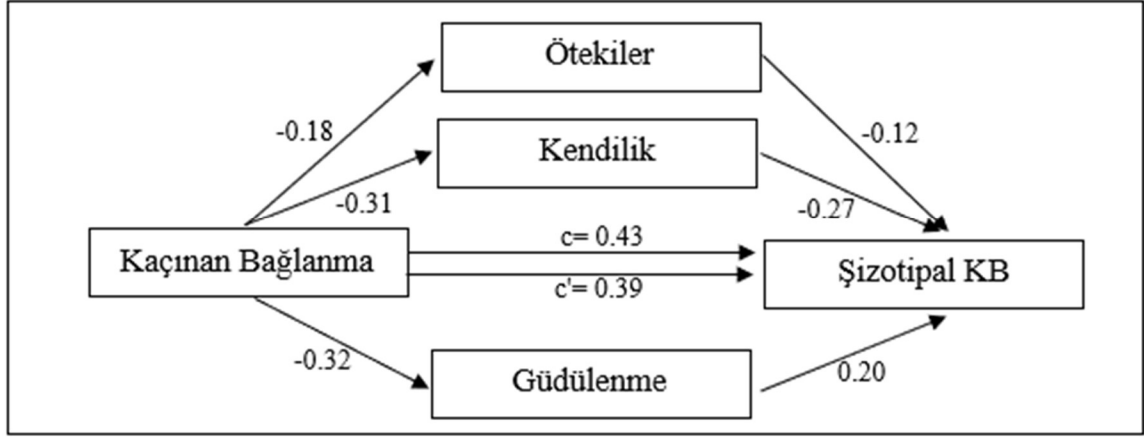 Ötekiler
-0.18
-0.12
Kendilik
-0.31
-0.27
Kaçınan Bağlanma
c= 0.43
c'= 0.39
Şizotipal KB
-0.32
Güdülenme
0.20